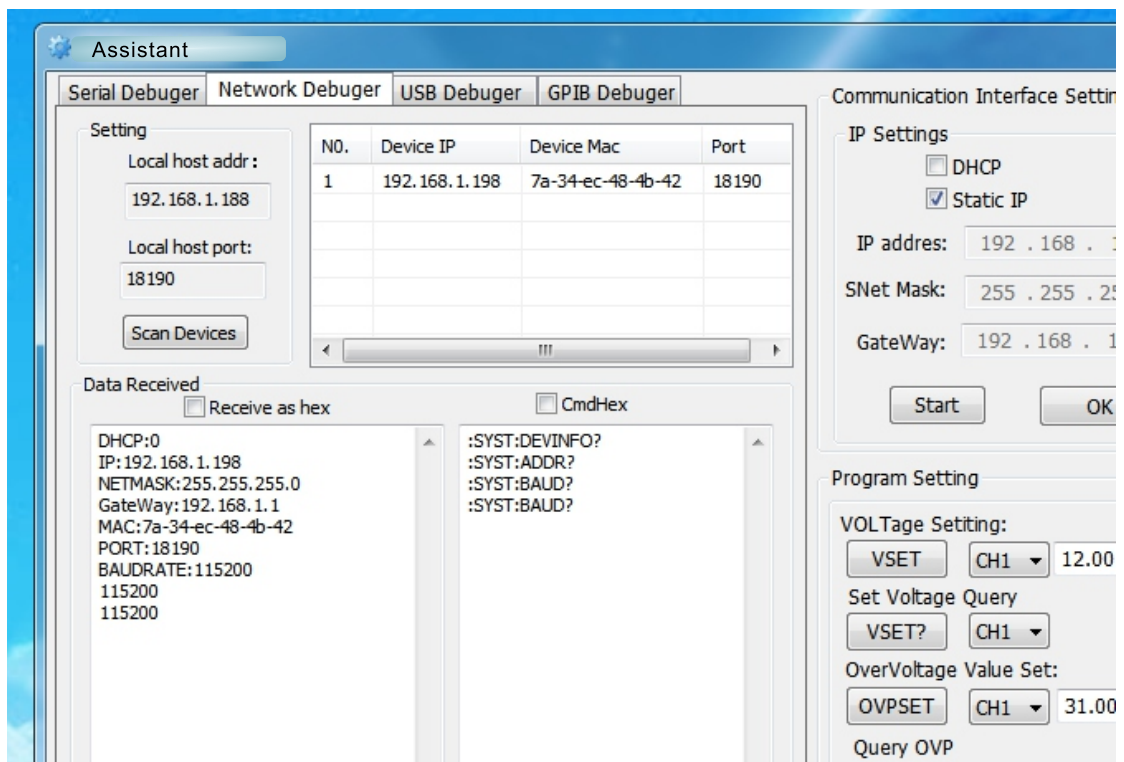 Assistant
Serial Debuger
Network Debuger
USB Debuger
GPIB Debuger
Setting
Local host addr:
192.168.1.188
Local host port:
18190
Scan Devices
N0. Device IP Device Mac Port
1 192.168.1.198 7a-34-ec-48-4b-42 18190
Data Received
Receive as hex
DHCP:0
IP:192.168.1.198
NETMASK:255.255.255.0
GateWay:192.168.1.1
MAC:7a-34-ec-48-4b-42
PORT:18190
BAUDRATE:115200
115200
115200
CmdHex
:SYST:DEVINFO?
:SYST:ADDR?
:SYST:BAUD?
:SYST:BAUD?
Communication Interface
IP Settings
DHCP
Static IP
IP addres: 192 . 168 .
SNet Mask: 255 . 255 .
GateWay: 192 . 168 .
Start
OK
Program Setting
VOLTage Setiting:
VSET CH1 12.00
Set Voltage Query
VSET? CH1
OverVoltage Value Set:
OVPSET CH1 31.00
Query OVP